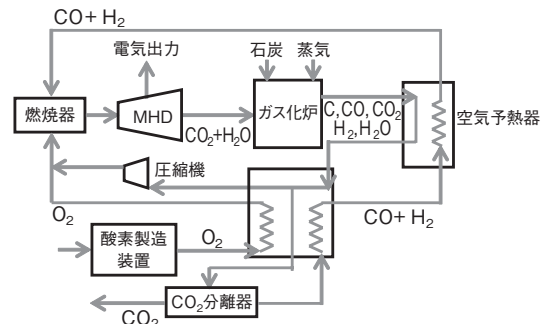 CO+ H₂
電気出力
石炭
蒸気
燃焼器
MHD
CO₂+H₂O
ガス化炉
C,CO,CO₂
H₂,H₂O
空気予熱器
圧縮機
O₂
CO+ H₂
酸素製造
装置
O₂
CO₂分離器
CO₂